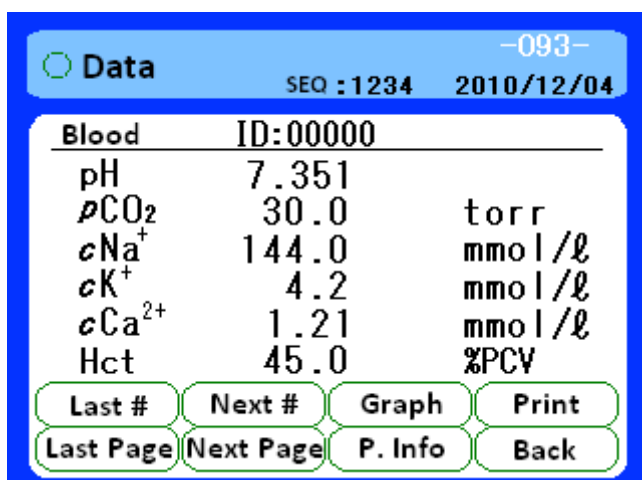 -093-
Data SEQ :1234 2010/12/04
Blood ID:00000
pH 7.351
pCO₂ 30.0 torr
cNa⁺ 144.0 mmol/ℓ
cK⁺ 4.2 mmol/ℓ
cCa²⁺ 1.21 mmol/ℓ
Hct 45.0 %PCV
Last # Next # Graph Print
Last Page Next Page P. Info Back